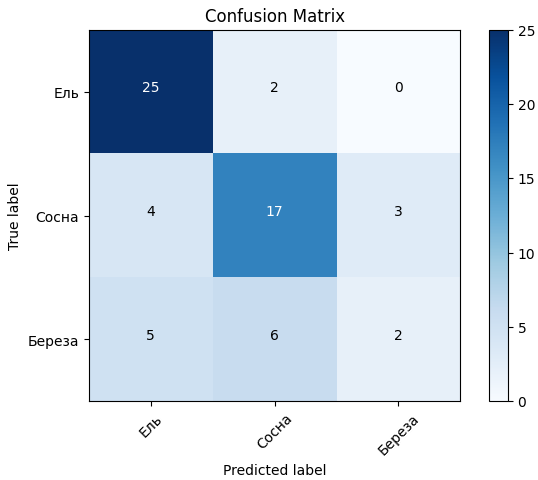 Confusion Matrix
True label
Ель
25
2
0
Сосна
4
17
3
Береза
5
6
2
Ель
Сосна
Береза
Predicted label
25
20
15
10
5
0